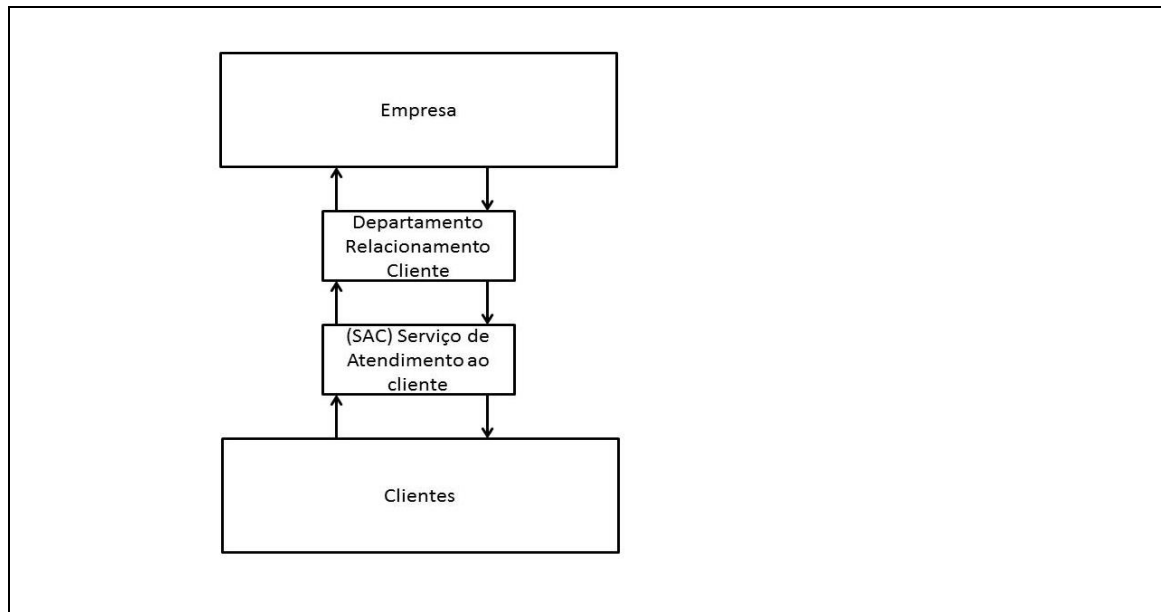 Empresa
Departamento
Relacionamento
Cliente
(SAC) Serviço de
Atendimento ao
cliente
Clientes